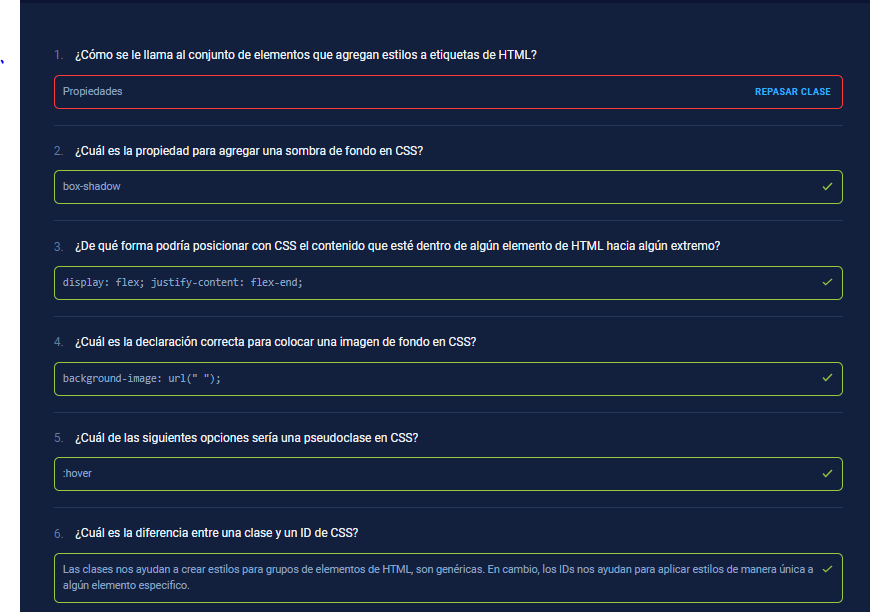 1. ¿Cómo se le llama al conjunto de elementos que agregan estilos a etiquetas de HTML?
Propiedades REPASAR CLASE
2. ¿Cuál es la propiedad para agregar una sombra de fondo en CSS?
box-shadow
3. ¿De qué forma podría posicionar con CSS el contenido que esté dentro de algún elemento de HTML hacia algún extremo?
display: flex; justify-content: flex-end;
4. ¿Cuál es la declaración correcta para colocar una imagen de fondo en CSS?
background-image: url(" ");
5. ¿Cuál de las siguientes opciones sería una pseudoclase en CSS?
:hover
6. ¿Cuál es la diferencia entre una clase y un ID de CSS?
Las clases nos ayudan a crear estilos para grupos de elementos de HTML, son genéricas. En cambio, los IDs nos ayudan para aplicar estilos de manera única a
algún elemento especifico.